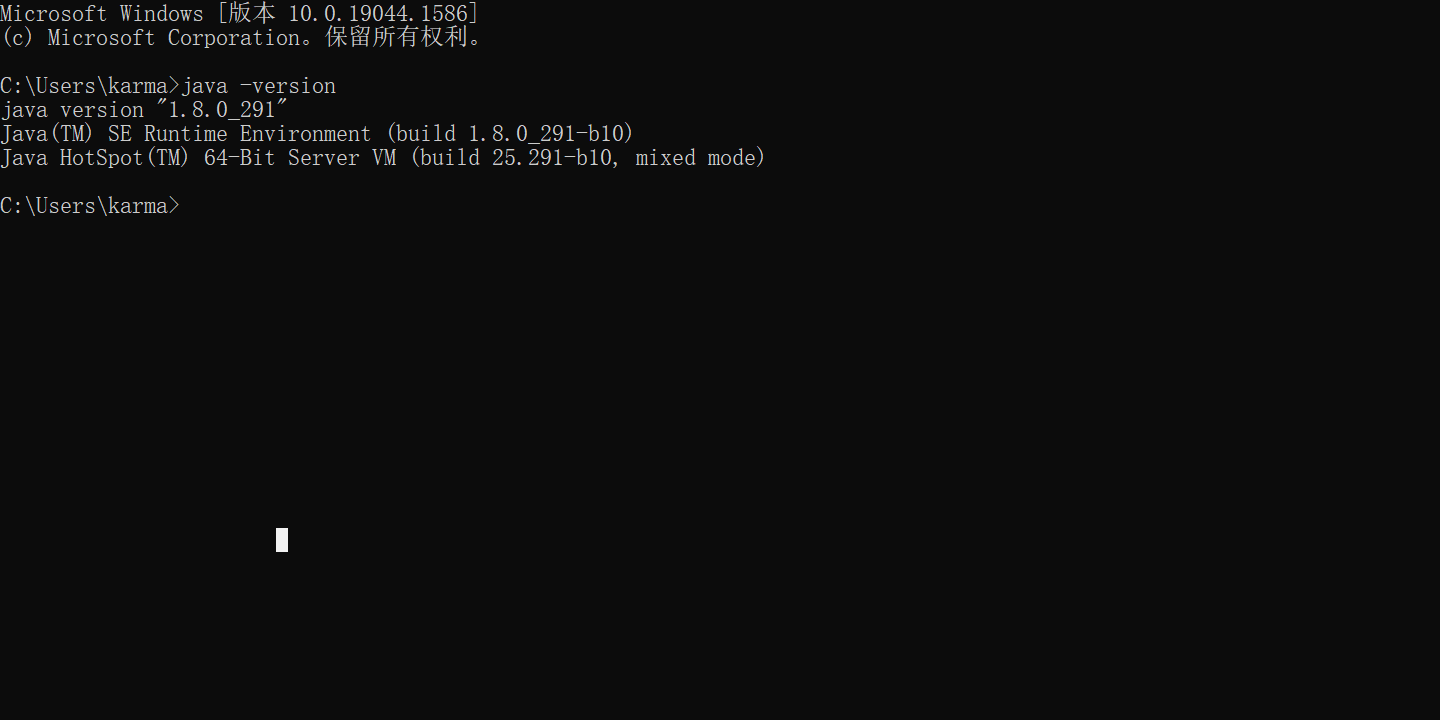 Microsoft Windows [版本 10.0.19044.1586]
(c) Microsoft Corporation。保留所有权利。
C:\Users\karma>java -version
java version "1.8.0_291"
Java(TM) SE Runtime Environment (build 1.8.0_291-b10)
Java HotSpot(TM) 64-Bit Server VM (build 25.291-b10, mixed mode)
C:\Users\karma>